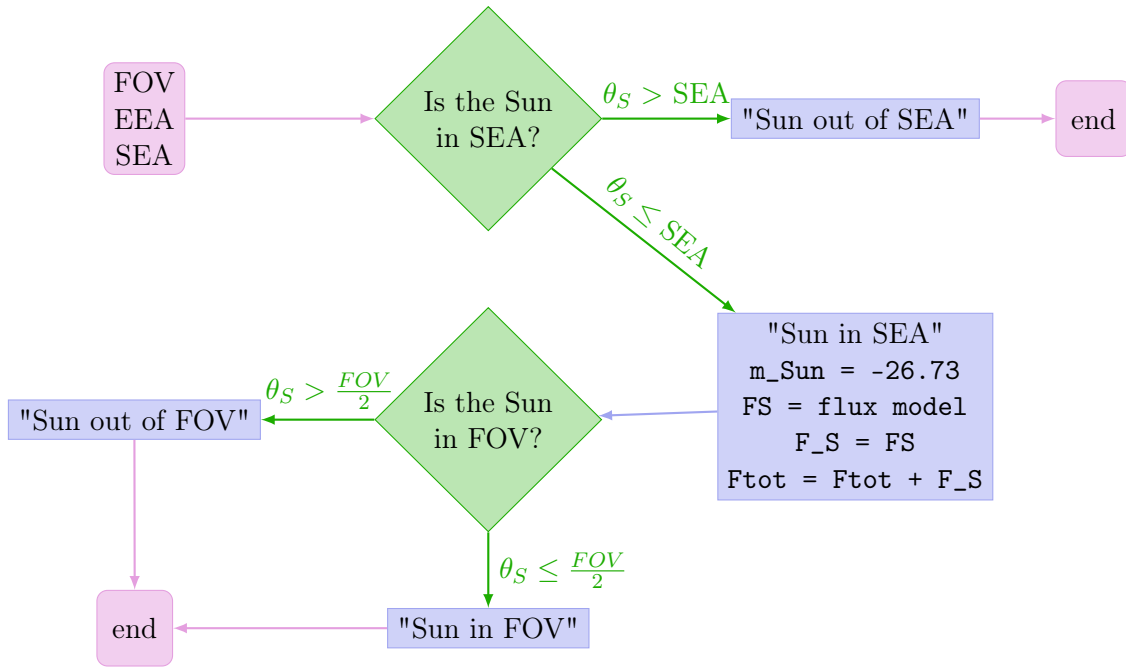 FOV
EEA
SEA
Is the Sun
in SEA?
θ_S > SEA
"Sun out of SEA"
end
θ_S ≤ SEA
"Sun in SEA"
m_Sun = -26.73
FS = flux model
F_S = FS
Ftot = Ftot + F_S
Is the Sun
in FOV?
θ_S > FOV/2
"Sun out of FOV"
θ_S ≤ FOV/2
"Sun in FOV"
end